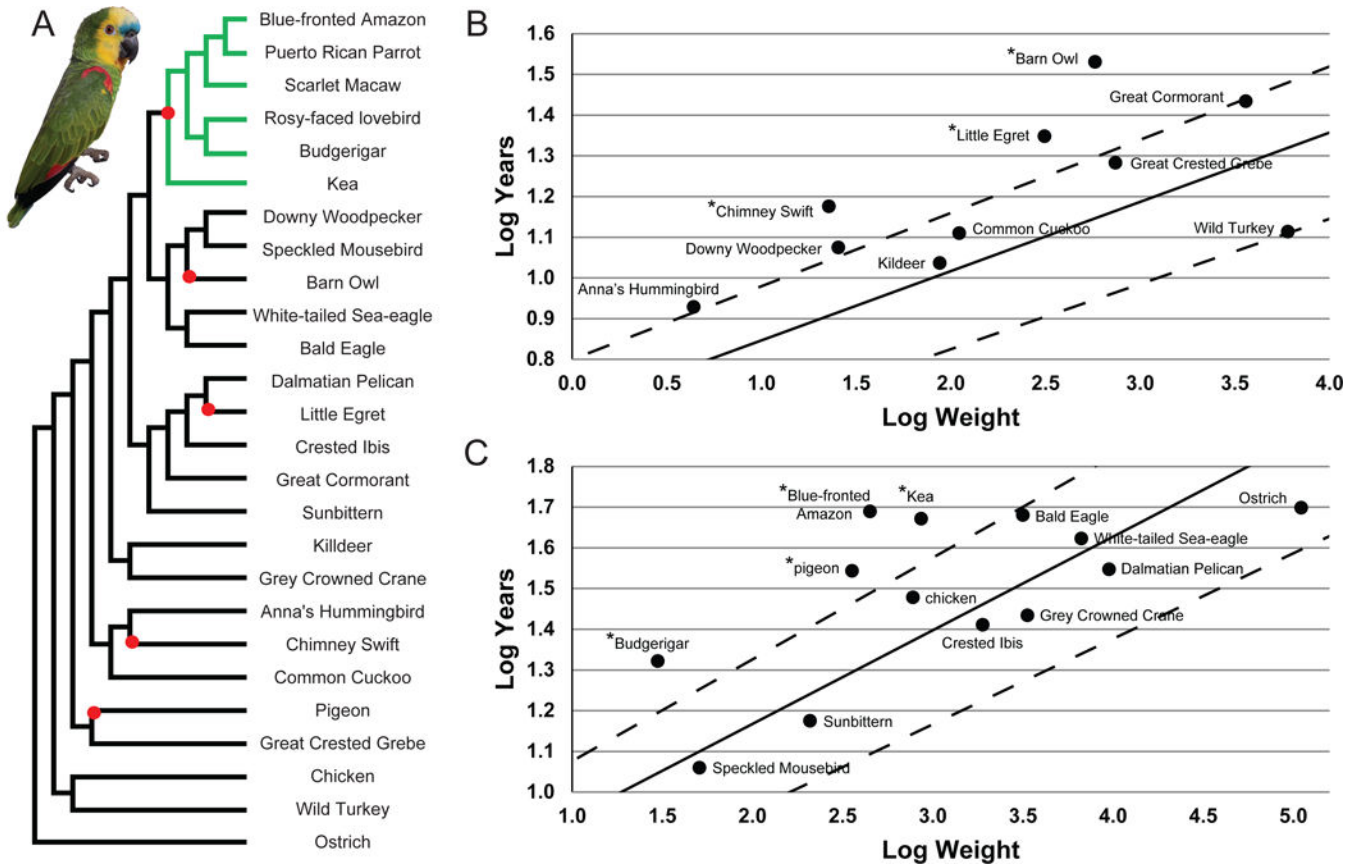 A
Blue-fronted Amazon
Puerto Rican Parrot
Scarlet Macaw
Rosy-faced lovebird
Budgerigar
Kea
Downy Woodpecker
Speckled Mousebird
Barn Owl
White-tailed Sea-eagle
Bald Eagle
Dalmatian Pelican
Little Egret
Crested Ibis
Great Cormorant
Sunbittern
Killdeer
Grey Crowned Crane
Anna's Hummingbird
Chimney Swift
Common Cuckoo
Pigeon
Great Crested Grebe
Chicken
Wild Turkey
Ostrich
B
Log Years
1.6
1.5
1.4
1.3
1.2
1.1
1.0
0.9
0.8
*Barn Owl
Great Cormorant
*Little Egret
Great Crested Grebe
*Chimney Swift
Common Cuckoo
Wild Turkey
Downy Woodpecker
Kildeer
Anna's Hummingbird
0.0 0.5 1.0 1.5 2.0 2.5 3.0 3.5 4.0
Log Weight
C
Log Years
1.8
1.7
1.6
1.5
1.4
1.3
1.2
1.1
1.0
*Blue-fronted
Amazon
*Kea
Bald Eagle
Ostrich
White-tailed Sea-eagle
*pigeon
Dalmatian Pelican
chicken
Grey Crowned Crane
Crested Ibis
*Budgerigar
Sunbittern
Speckled Mousebird
1.0 1.5 2.0 2.5 3.0 3.5 4.0 4.5 5.0
Log Weight